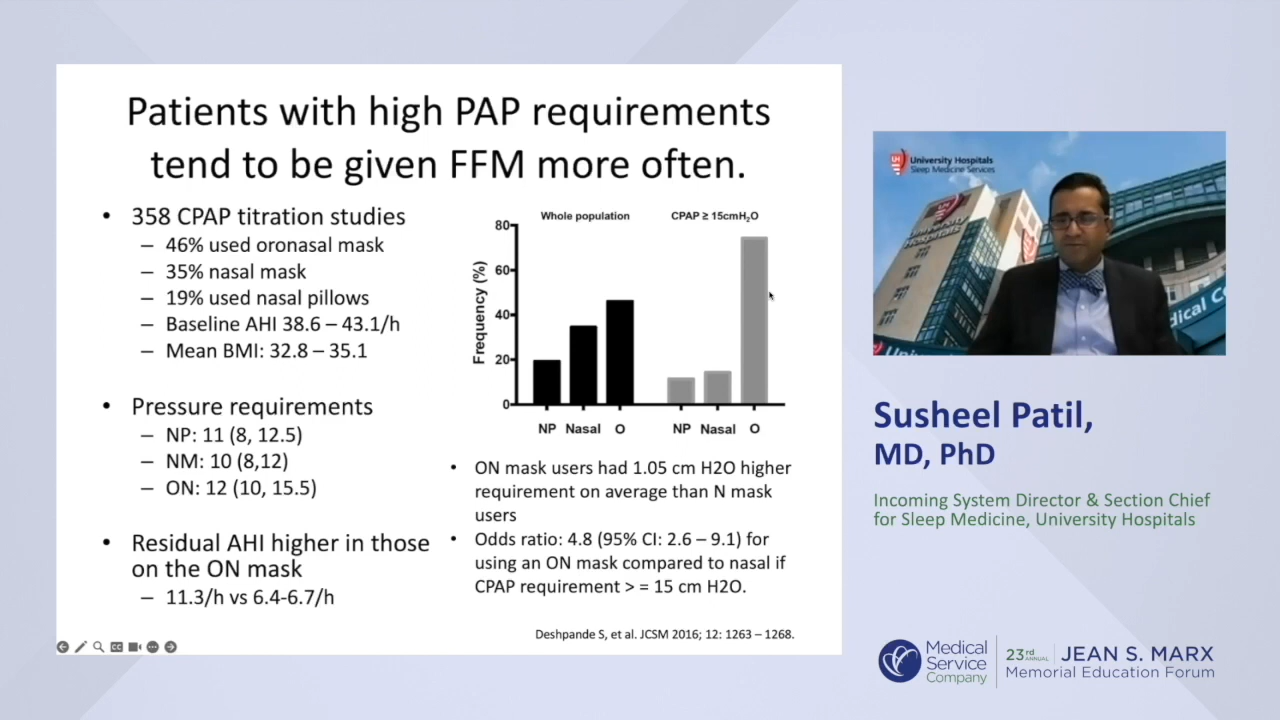 Patients with high PAP requirements
tend to be given FFM more often.
• 358 CPAP titration studies
– 46% used oronasal mask
– 35% nasal mask
– 19% used nasal pillows
– Baseline AHI 38.6 – 43.1/h
– Mean BMI: 32.8 – 35.1
• Pressure requirements
– NP: 11 (8, 12.5)
– NM: 10 (8,12)
– ON: 12 (10, 15.5)
• Residual AHI higher in those
on the ON mask
– 11.3/h vs 6.4-6.7/h
Whole population
CPAP ≥ 15cmH₂O
Frequency (%)
80
60
40
20
0
NP Nasal O NP Nasal O
• ON mask users had 1.05 cm H2O higher
requirement on average than N mask
users
• Odds ratio: 4.8 (95% CI: 2.6 – 9.1) for
using an ON mask compared to nasal if
CPAP requirement > = 15 cm H2O.
Deshpande S, et al. JCSM 2016; 12: 1263 – 1268.
CC
UH
University Hospitals
Sleep Medicine Services
UH
University
Hospitals
dical Ce
Unive
Susheel Patil,
MD, PhD
Incoming System Director & Section Chief
for Sleep Medicine, University Hospitals
Medical
Service
Company
23rd
ANNUAL
JEAN S. MARX
Memorial Education Forum